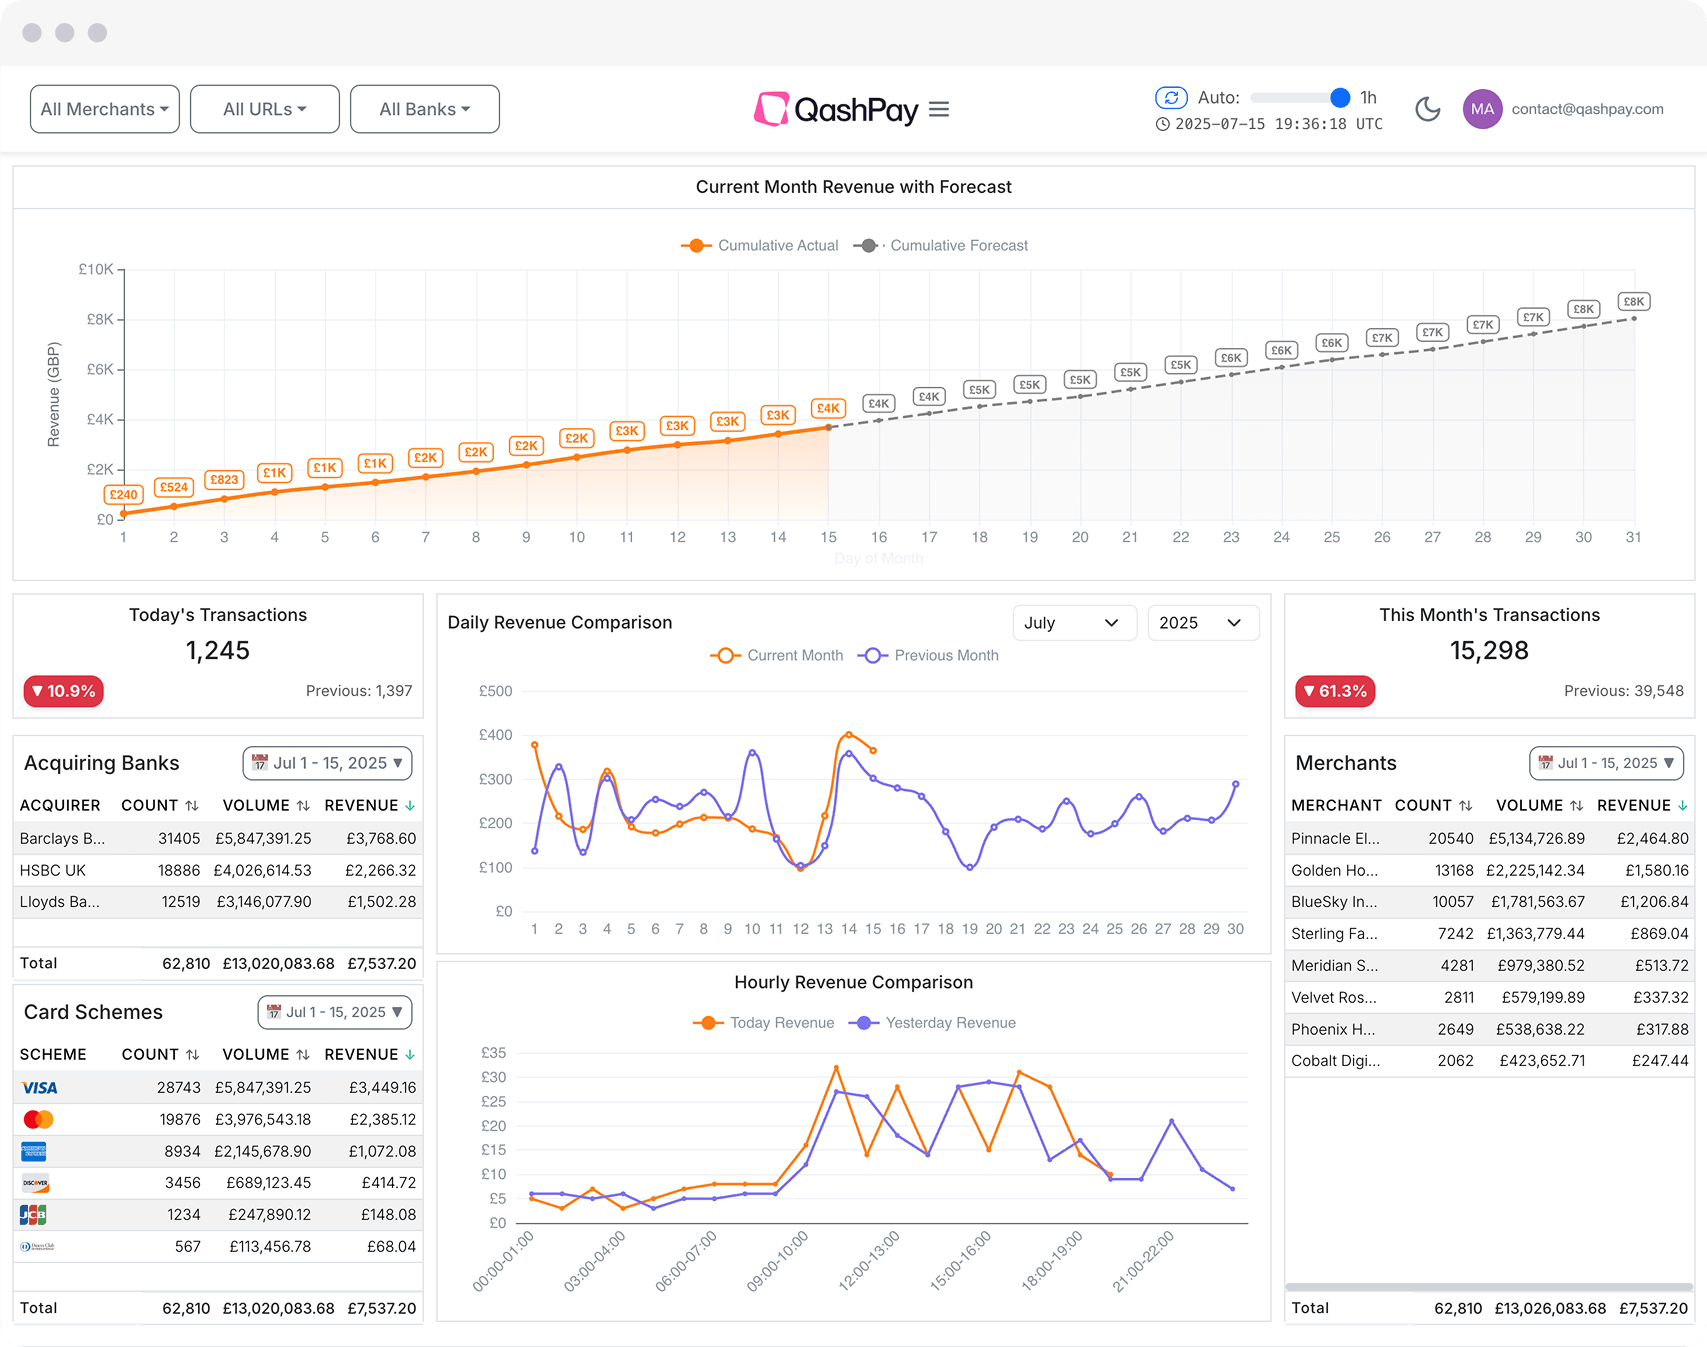 All Merchants
All URLs
All Banks
QashPay
Auto: 1h
2025-07-15 19:36:18 UTC
MA
contact@qashpay.com
Current Month Revenue with Forecast
Cumulative Actual Cumulative Forecast
Revenue (GBP)
£10K
£8K
£6K
£4K
£2K
£0
£240 £524 £823 £1K £1K £1K £2K £2K £2K £2K £3K £3K £3K £3K £4K £4K £4K £5K £5K £5K £5K £5K £6K £6K £6K £7K £7K £7K £7K £8K £8K
1 2 3 4 5 6 7 8 9 10 11 12 13 14 15 16 17 18 19 20 21 22 23 24 25 26 27 28 29 30 31
Day of Month
Today's Transactions
1,245
▼ 10.9% Previous: 1,397
Acquiring Banks Jul 1 - 15, 2025 ▼
ACQUIRER COUNT VOLUME REVENUE
Barclays B... 31405 £5,847,391.25 £3,768.60
HSBC UK 18886 £4,026,614.53 £2,266.32
Lloyds Ba... 12519 £3,146,077.90 £1,502.28
Total 62,810 £13,020,083.68 £7,537.20
Card Schemes Jul 1 - 15, 2025 ▼
SCHEME COUNT VOLUME REVENUE
VISA 28743 £5,847,391.25 £3,449.16
19876 £3,976,543.18 £2,385.12
AMERICAN EXPRESS 8934 £2,145,678.90 £1,072.08
DISCOVER 3456 £689,123.45 £414.72
JCB 1234 £247,890.12 £148.08
Diners Club 567 £113,456.78 £68.04
Total 62,810 £13,020,083.68 £7,537.20
Daily Revenue Comparison July 2025
Current Month Previous Month
£500
£400
£300
£200
£100
£0
1 2 3 4 5 6 7 8 9 10 11 12 13 14 15 16 17 18 19 20 21 22 23 24 25 26 27 28 29 30
Hourly Revenue Comparison
Today Revenue Yesterday Revenue
£35
£30
£25
£20
£15
£10
£5
£0
00:00-01:00 03:00-04:00 06:00-07:00 09:00-10:00 12:00-13:00 15:00-16:00 18:00-19:00 21:00-22:00
This Month's Transactions
15,298
▼ 61.3% Previous: 39,548
Merchants Jul 1 - 15, 2025 ▼
MERCHANT COUNT VOLUME REVENUE
Pinnacle El... 20540 £5,134,726.89 £2,464.80
Golden Ho... 13168 £2,225,142.34 £1,580.16
BlueSky In... 10057 £1,781,563.67 £1,206.84
Sterling Fa... 7242 £1,363,779.44 £869.04
Meridian S... 4281 £979,380.52 £513.72
Velvet Ros... 2811 £579,199.89 £337.32
Phoenix H... 2649 £538,638.22 £317.88
Cobalt Digi... 2062 £423,652.71 £247.44
Total 62,810 £13,026,083.68 £7,537.20